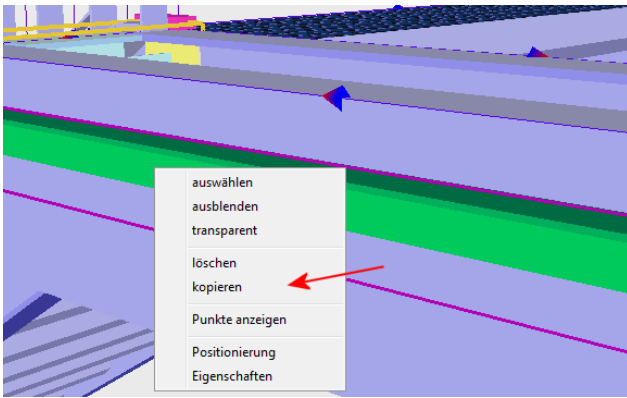 auswählen
ausblenden
transparent
löschen
kopieren
Punkte anzeigen
Positionierung
Eigenschaften